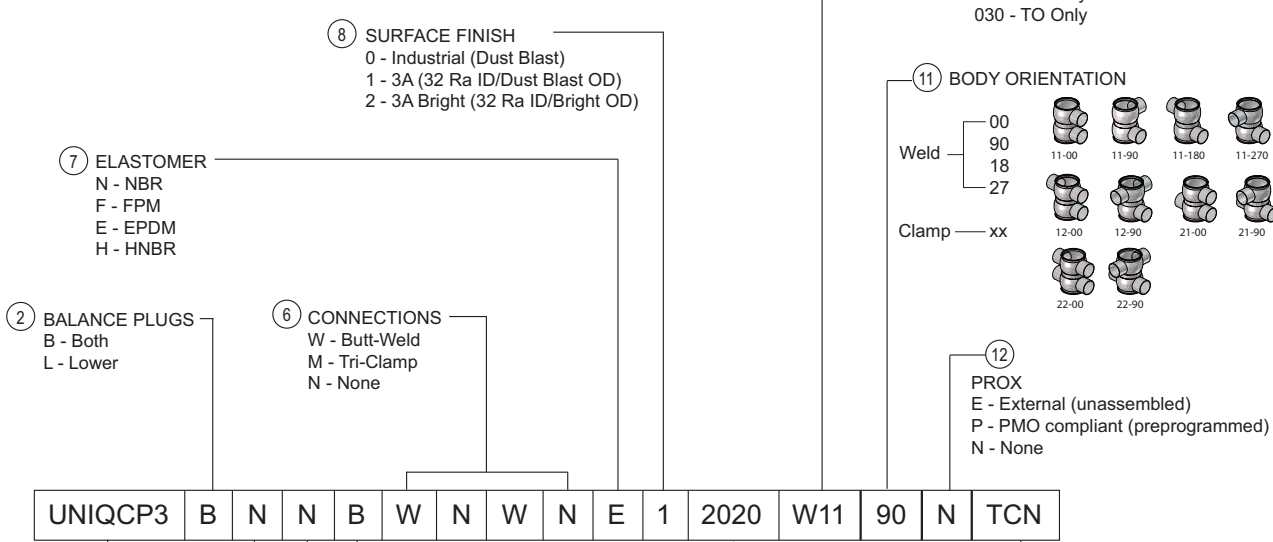 030 - TO Only
8 SURFACE FINISH
0 - Industrial (Dust Blast)
1 - 3A (32 Ra ID/Dust Blast OD)
2 - 3A Bright (32 Ra ID/Bright OD)
11 BODY ORIENTATION
Weld
00
90
18
27
11-00 11-90 11-180 11-270
12-00 12-90 21-00 21-90
Clamp xx
22-00 22-90
7 ELASTOMER
N - NBR
F - FPM
E - EPDM
H - HNBR
2 BALANCE PLUGS
B - Both
L - Lower
6 CONNECTIONS
W - Butt-Weld
M - Tri-Clamp
N - None
12
PROX
E - External (unassembled)
P - PMO compliant (preprogrammed)
N - None
UNIQCP3 B N N B W N W N E 1 2020 W11 90 N TCN